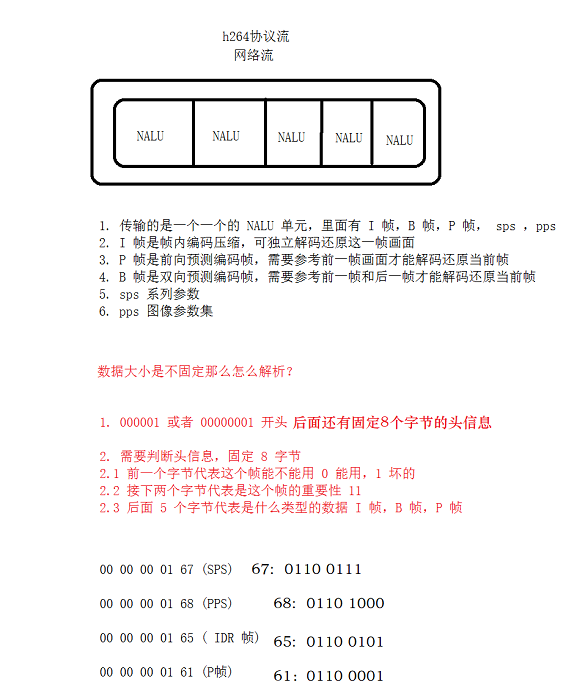 h264协议流
网络流
NALU NALU NALU NALU NALU
1. 传输的是一个一个的 NALU 单元，里面有 I 帧，B 帧，P 帧， sps ，pps
2. I 帧是帧内编码压缩，可独立解码还原这一帧画面
3. P 帧是前向预测编码帧，需要参考前一帧画面才能解码还原当前帧
4. B 帧是双向预测编码帧，需要参考前一帧和后一帧才能解码还原当前帧
5. sps 系列参数
6. pps 图像参数集
数据大小是不固定那么怎么解析？
1. 000001 或者 00000001 开头 后面还有固定8个字节的头信息
2. 需要判断头信息，固定 8 字节
2.1 前一个字节代表这个帧能不能用 0 能用，1 坏的
2.2 接下两个字节代表是这个帧的重要性 11
2.3 后面 5 个字节代表是什么类型的数据 I 帧，B 帧，P 帧
00 00 00 01 67 (SPS) 67: 0110 0111
00 00 00 01 68 (PPS) 68: 0110 1000
00 00 00 01 65 ( IDR 帧) 65: 0110 0101
00 00 00 01 61 (P帧) 61: 0110 0001